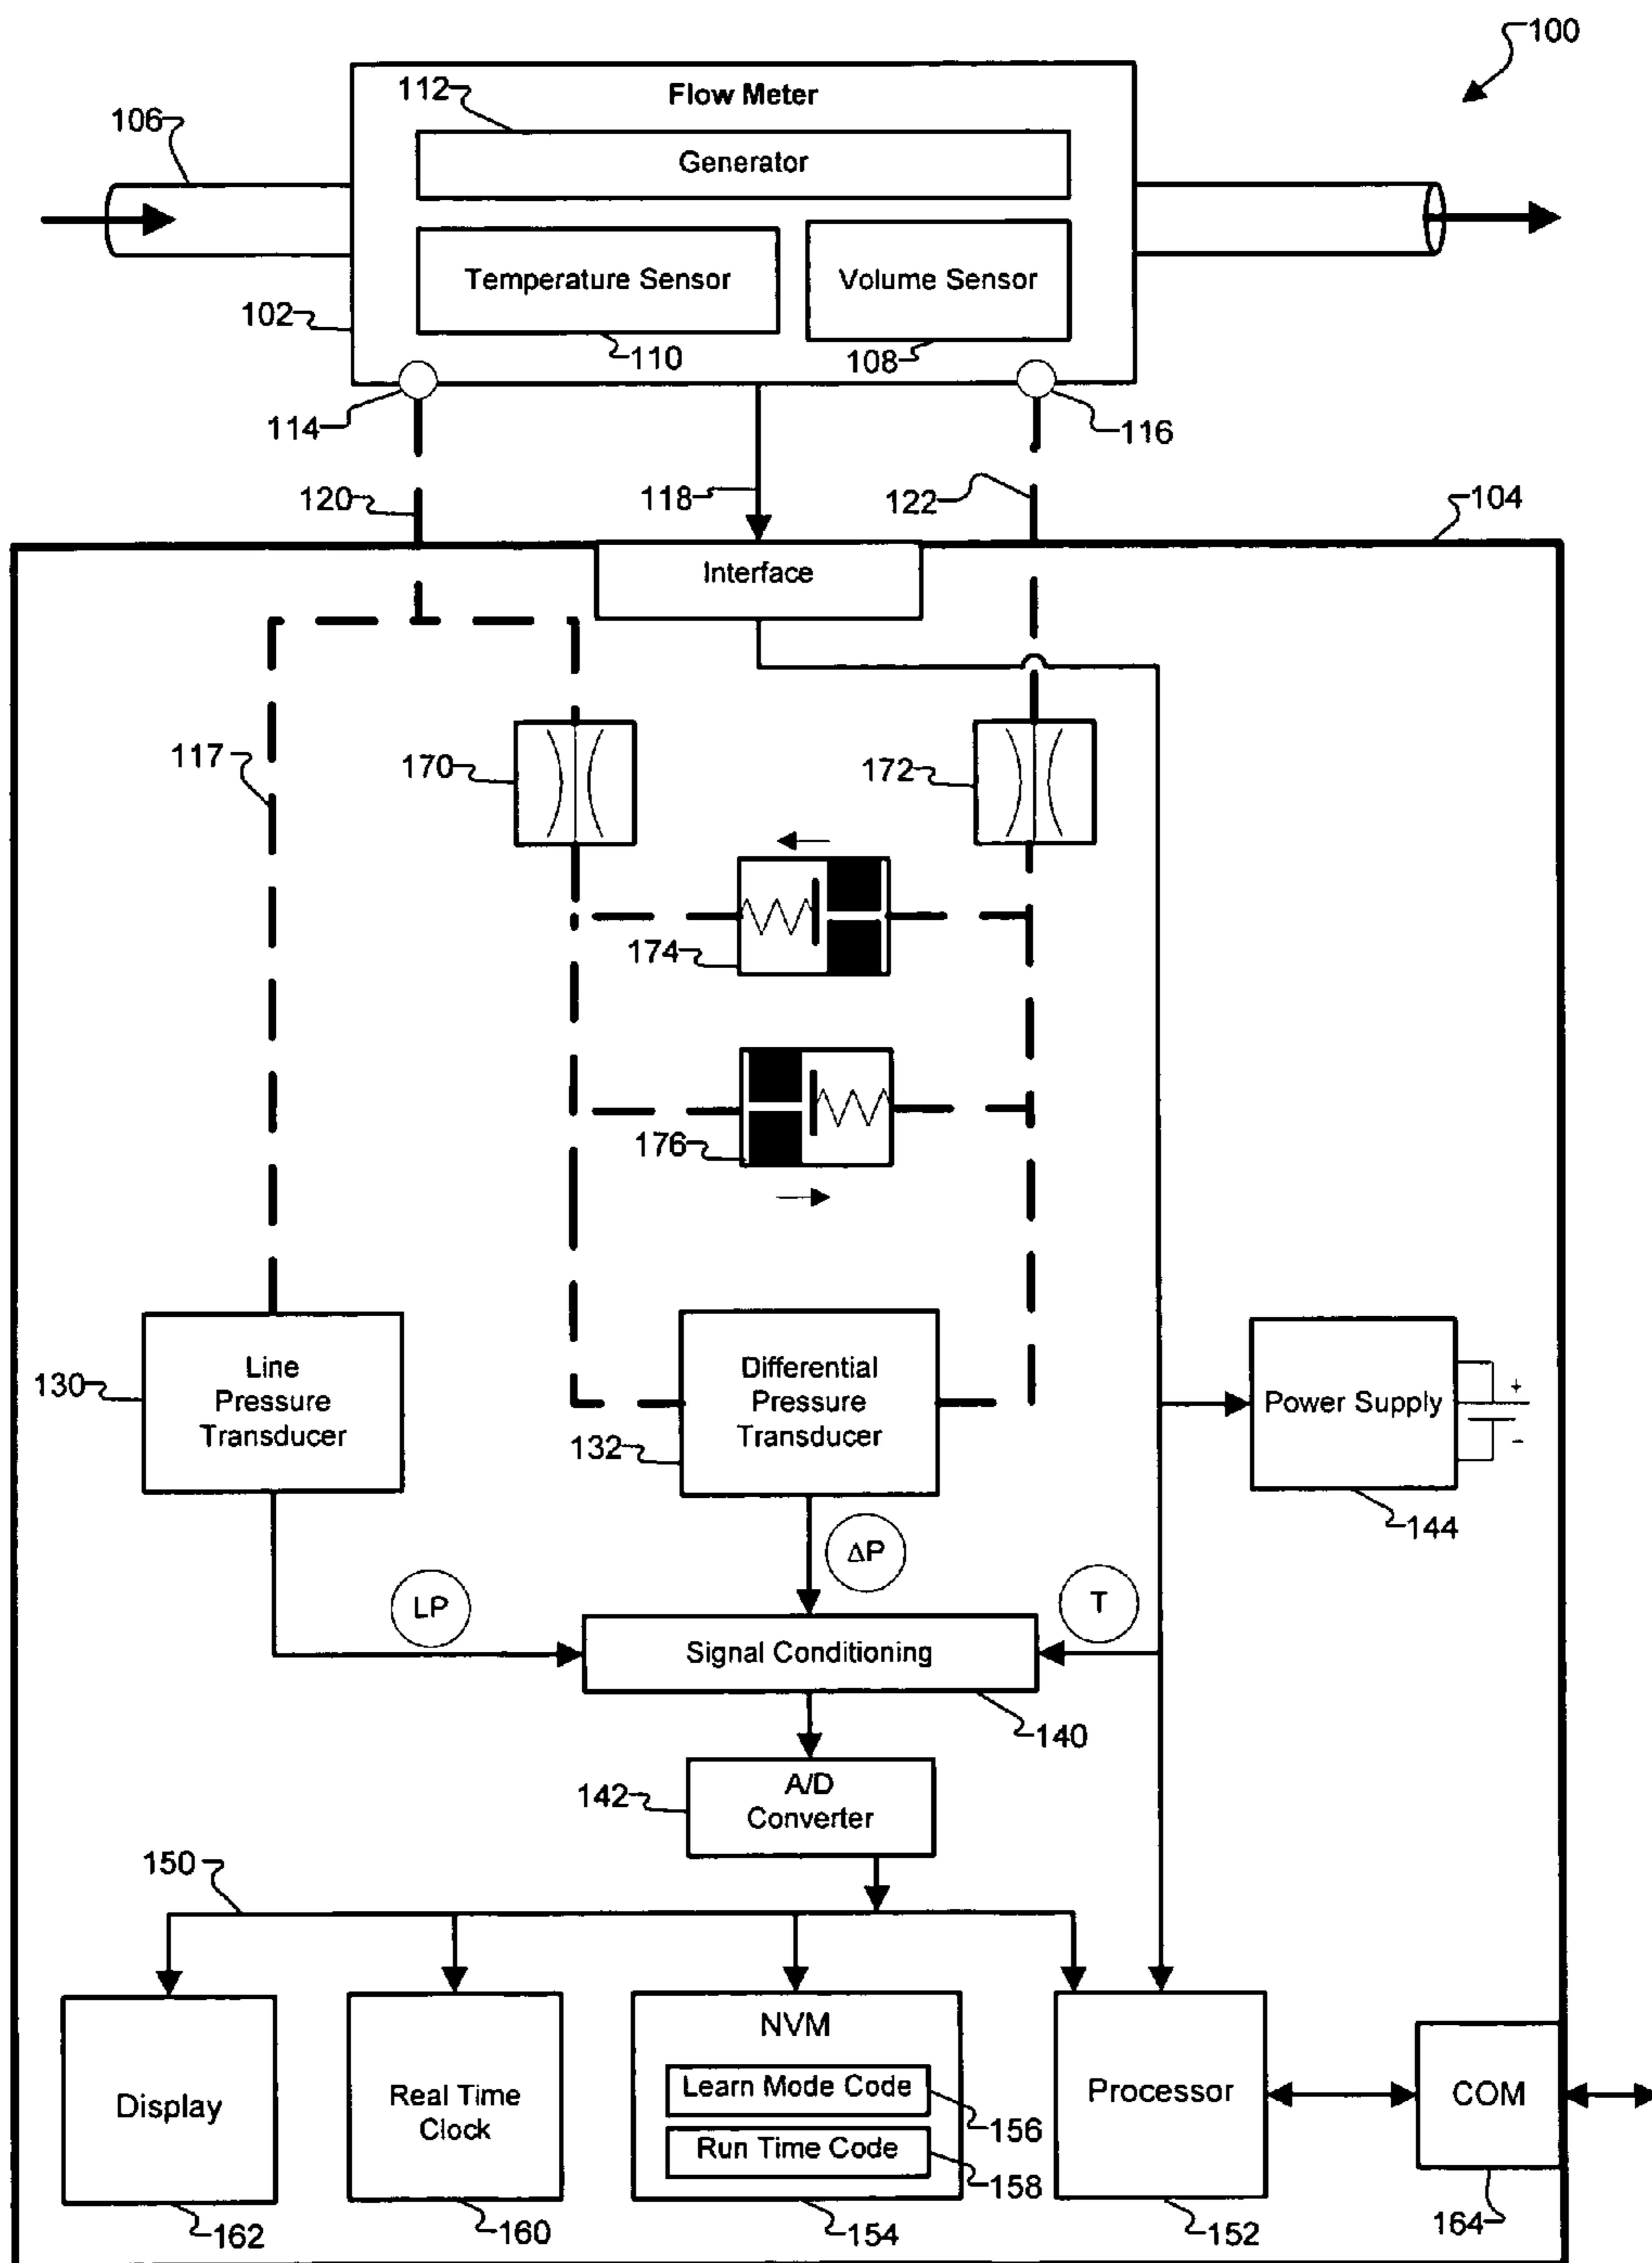 100
112
Flow Meter
106
Generator
Temperature Sensor
Volume Sensor
102
110
108
114
116
120
118
122
104
Interface
117
170
172
174
176
130
Line
Pressure
Transducer
132
Differential
Pressure
Transducer
Power Supply
+
-
144
ΔP
LP
T
Signal Conditioning
140
142
A/D
Converter
150
Display
Real Time
Clock
NVM
Learn Mode Code
156
Run Time Code
158
Processor
COM
162
160
154
152
164